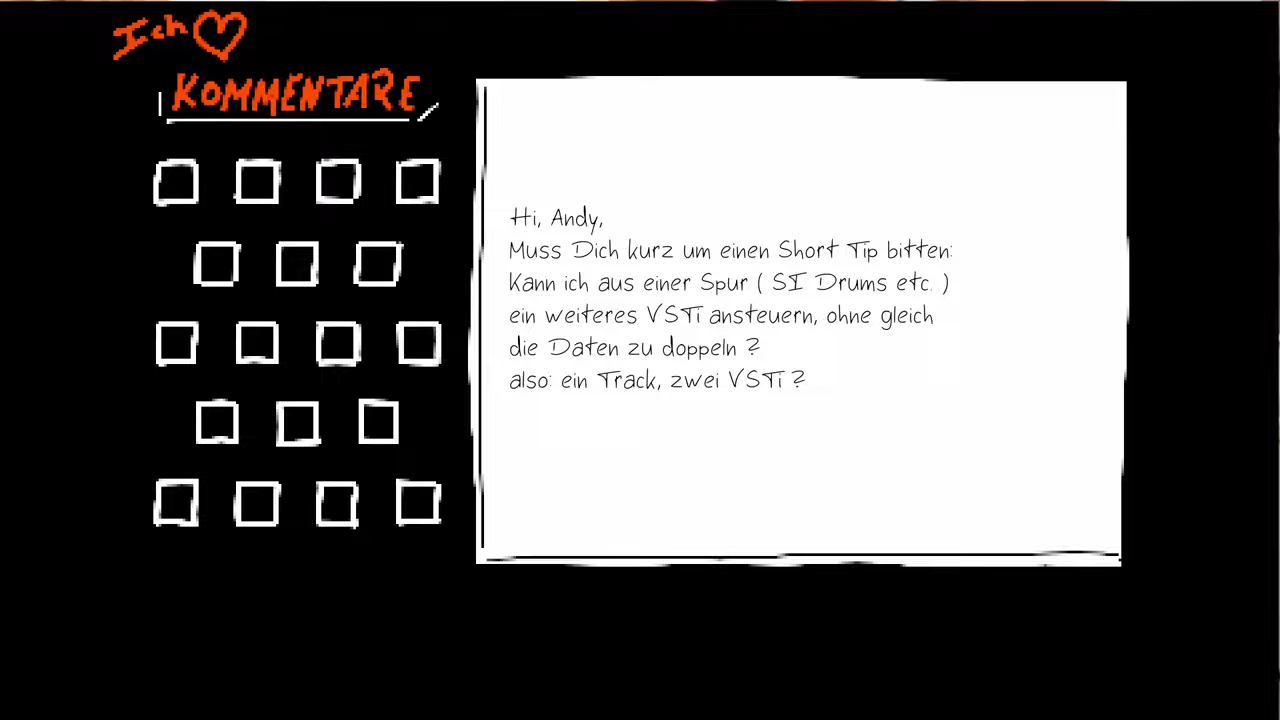 Ich
KOMMENTARE
Hi, Andy,
Muss Dich kurz um einen Short Tip bitten:
Kann ich aus einer Spur ( SI Drums etc. )
ein weiteres VSTi ansteuern, ohne gleich
die Daten zu doppeln ?
also: ein Track, zwei VSTi ?